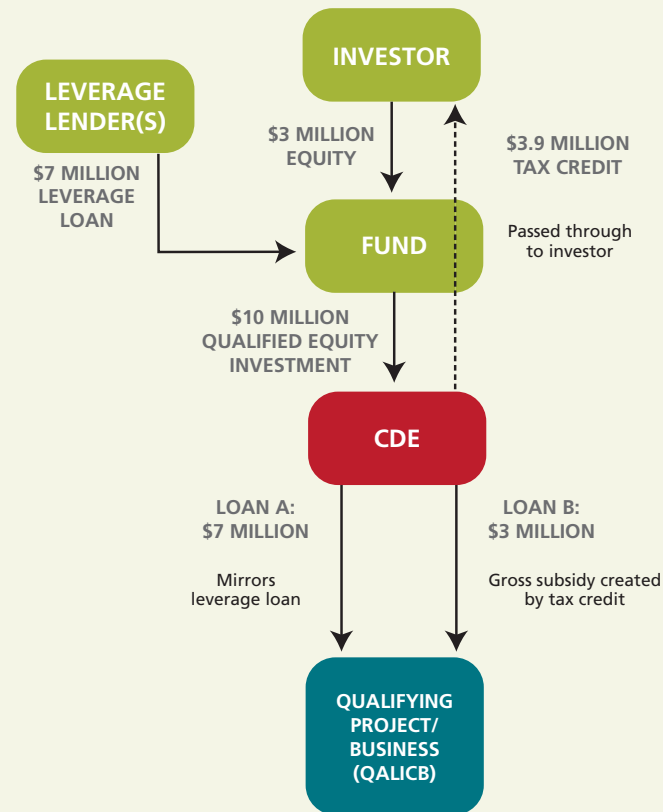 INVESTOR
LEVERAGE
LENDER(S)
$3 MILLION
EQUITY
$3.9 MILLION
TAX CREDIT
$7 MILLION
LEVERAGE
LOAN
Passed through
to investor
FUND
$10 MILLION
QUALIFIED EQUITY
INVESTMENT
CDE
LOAN A:
$7 MILLION
LOAN B:
$3 MILLION
Mirrors
leverage loan
Gross subsidy created
by tax credit
QUALIFYING
PROJECT/
BUSINESS
(QALICB)